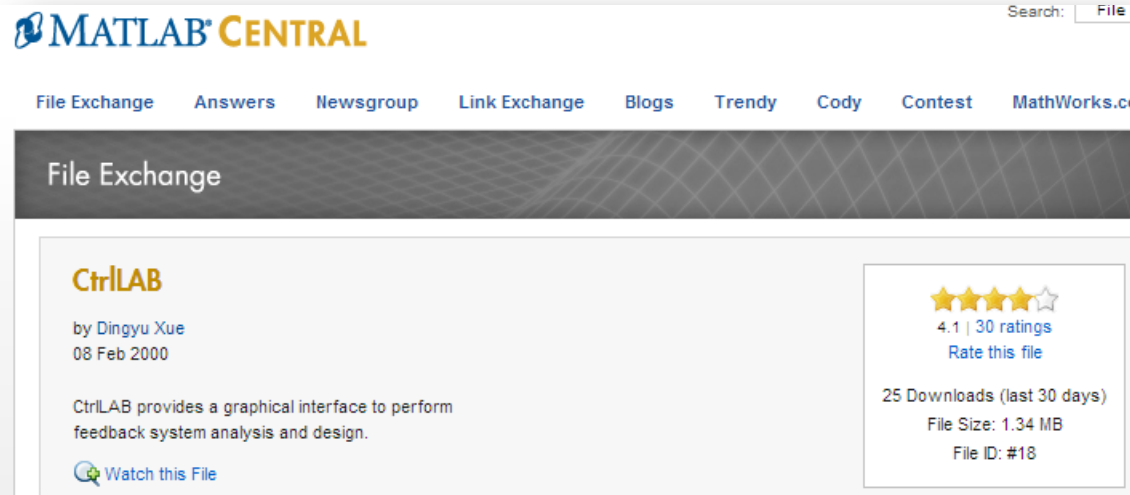 Search: File
MATLAB® CENTRAL
File Exchange Answers Newsgroup Link Exchange Blogs Trendy Cody Contest MathWorks.c
File Exchange
CtrlLAB
by Dingyu Xue
08 Feb 2000
CtrlLAB provides a graphical interface to perform
feedback system analysis and design.
Watch this File
4.1 | 30 ratings
Rate this file
25 Downloads (last 30 days)
File Size: 1.34 MB
File ID: #18